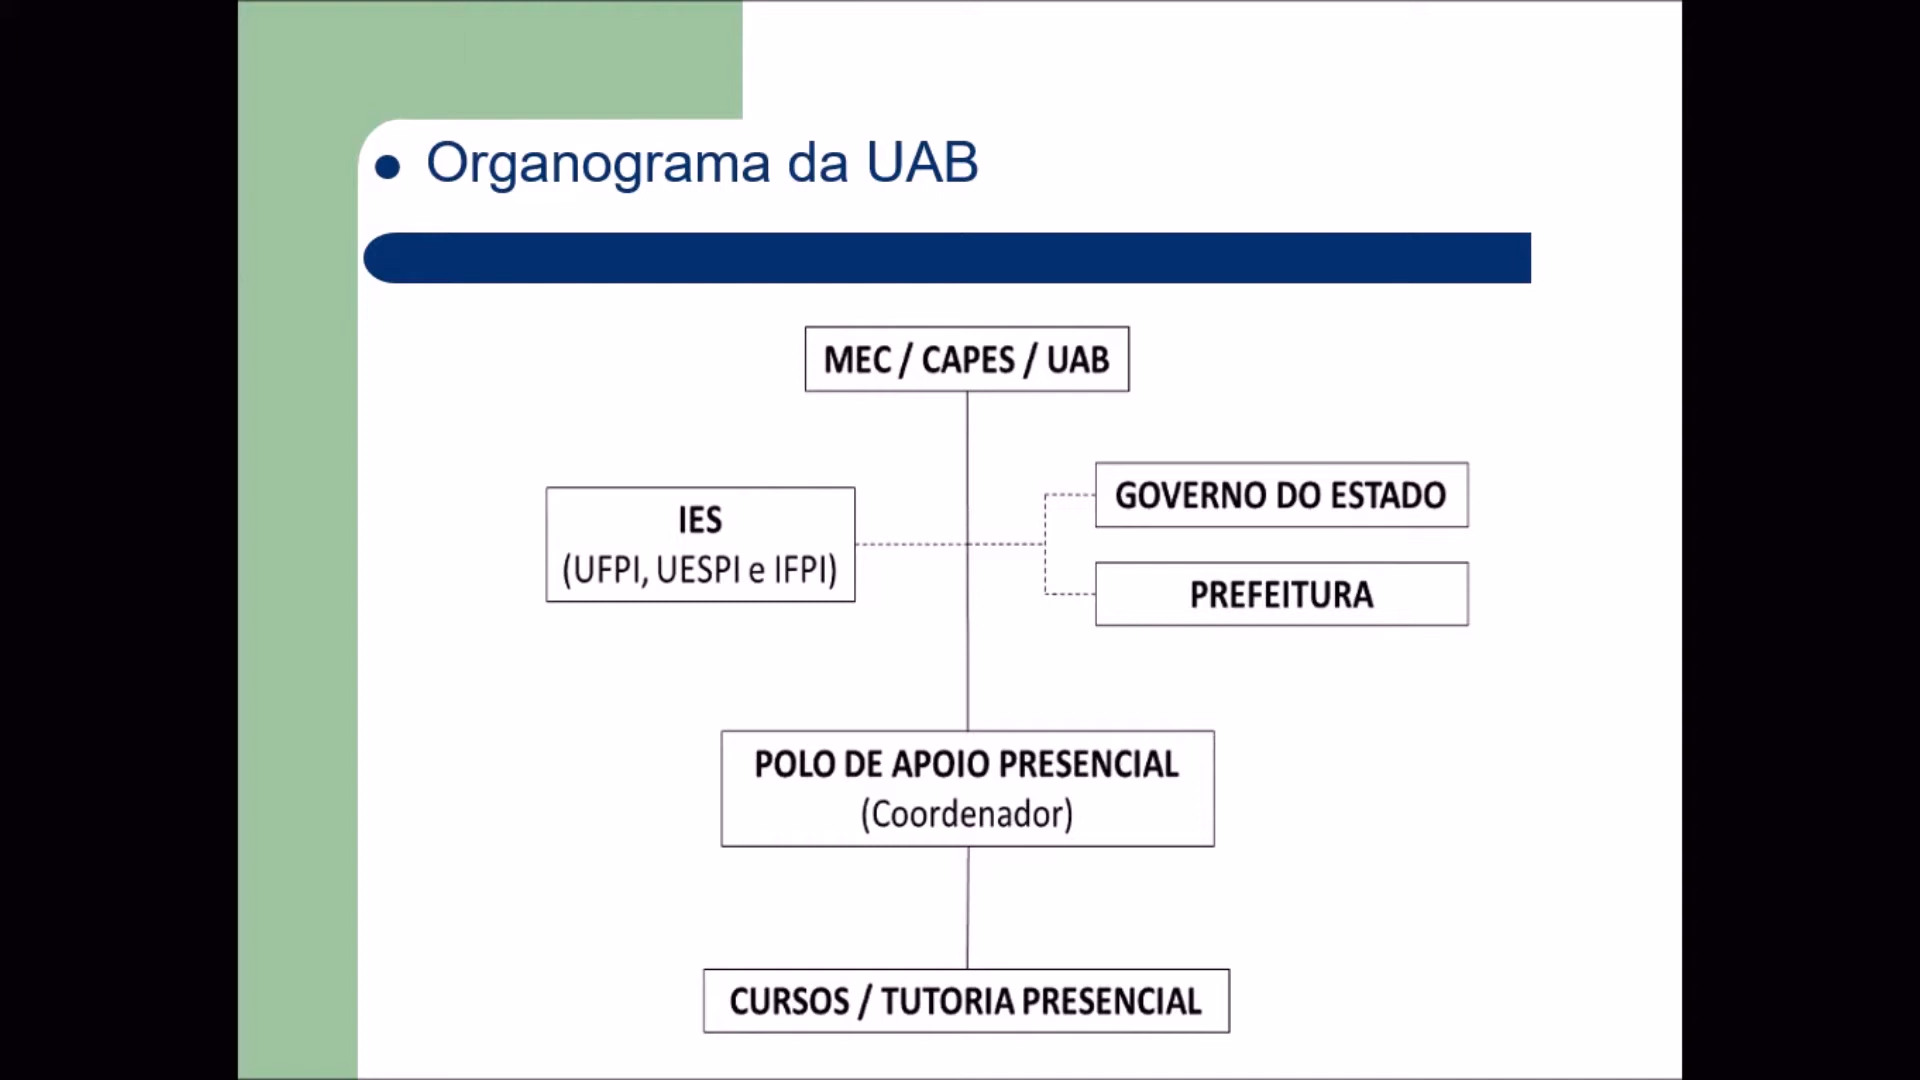 Organograma da UAB
MEC / CAPES / UAB
IES
(UFPI, UESPI e IFPI)
GOVERNO DO ESTADO
PREFEITURA
POLO DE APOIO PRESENCIAL
(Coordenador)
CURSOS / TUTORIA PRESENCIAL